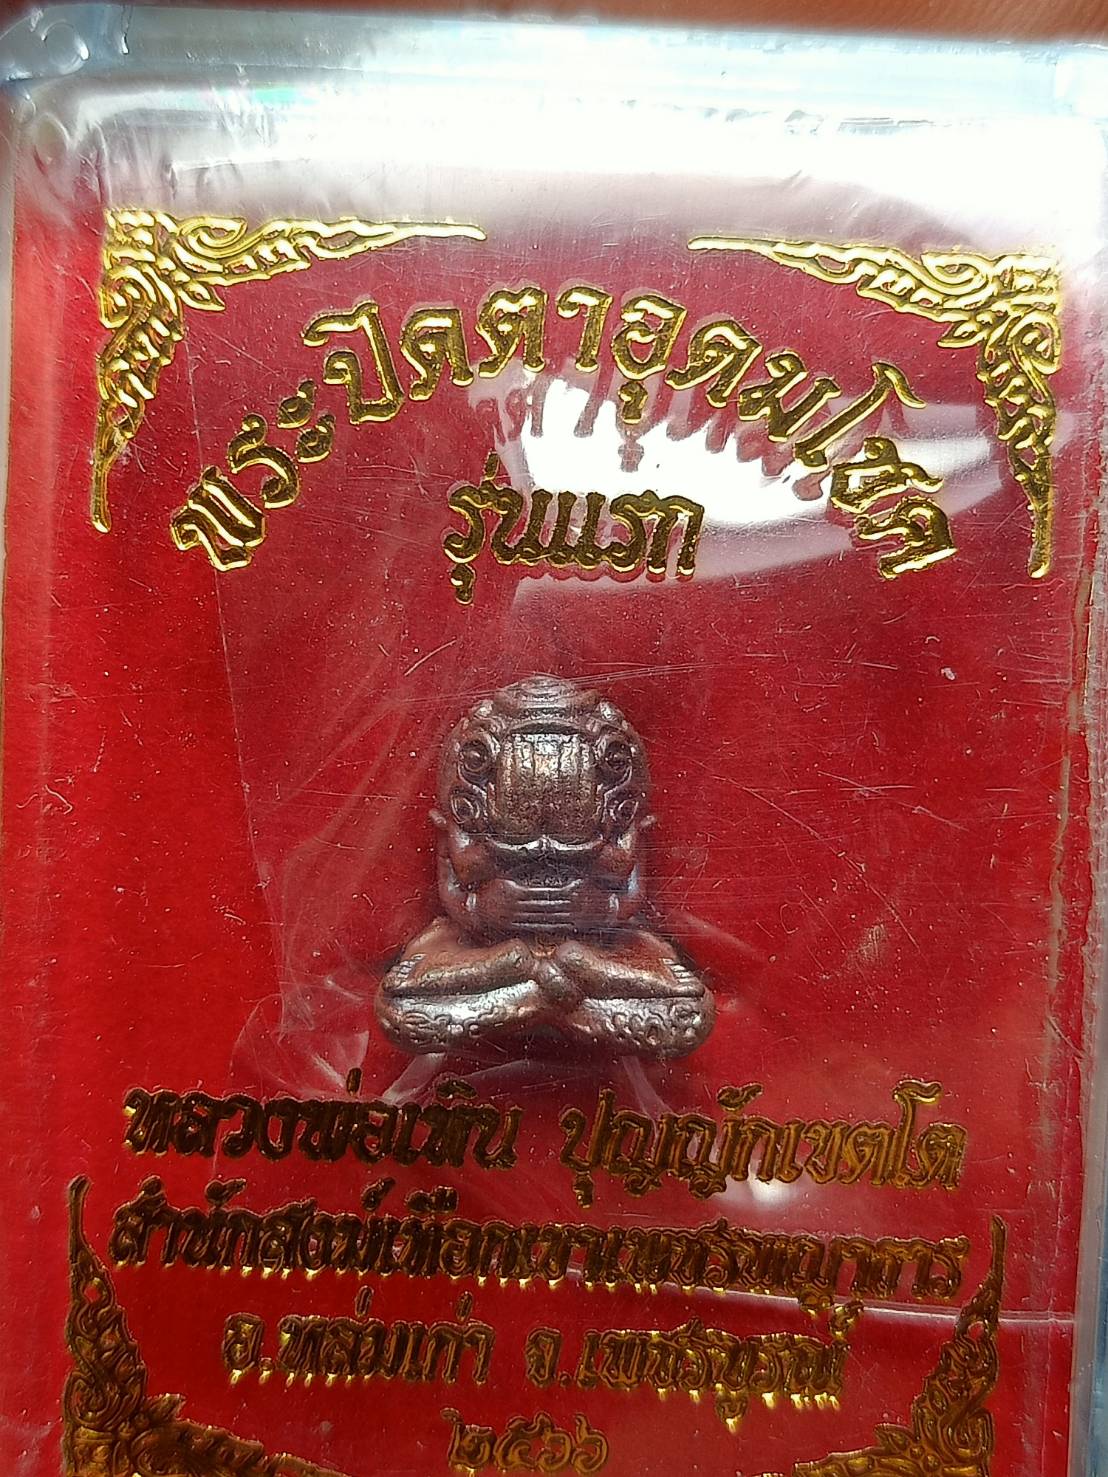 พระปิดตาอุดมโชค
รุ่นแรก
หลวงพ่อเทิน ปุญญักเขตโต
สำนักสงฆ์เทือกเขาเพชรพญาธาร
อ.หล่มเก่า จ.เพชรบูรณ์
๒๕๖๖